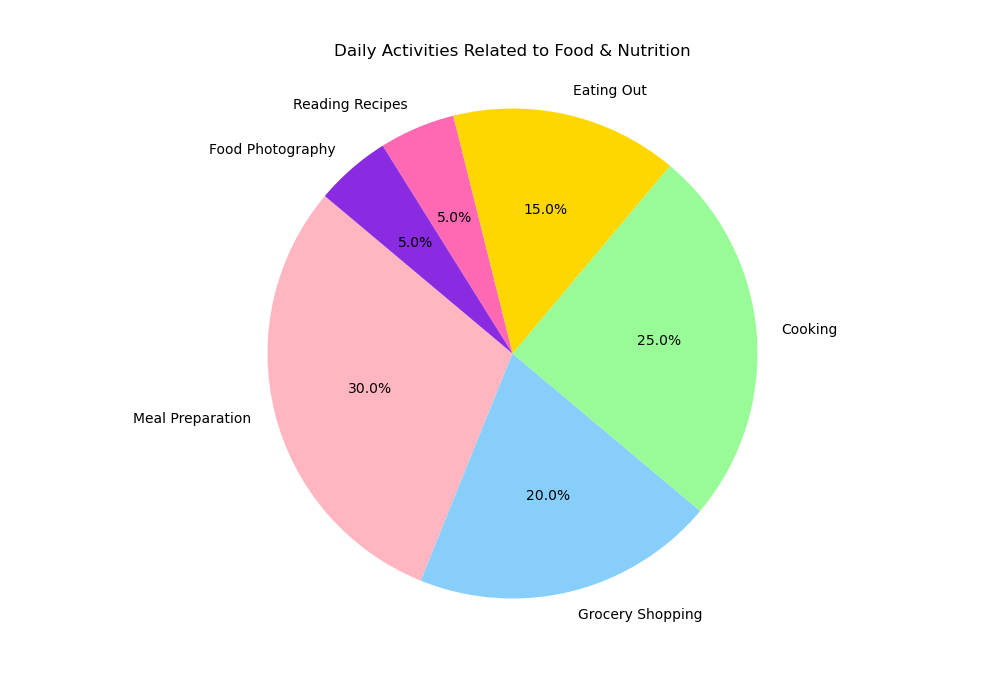 Daily Activities Related to Food & Nutrition
Eating Out
Reading Recipes
Food Photography
15.0%
5.0%
5.0%
Cooking
25.0%
30.0%
Meal Preparation
20.0%
Grocery Shopping